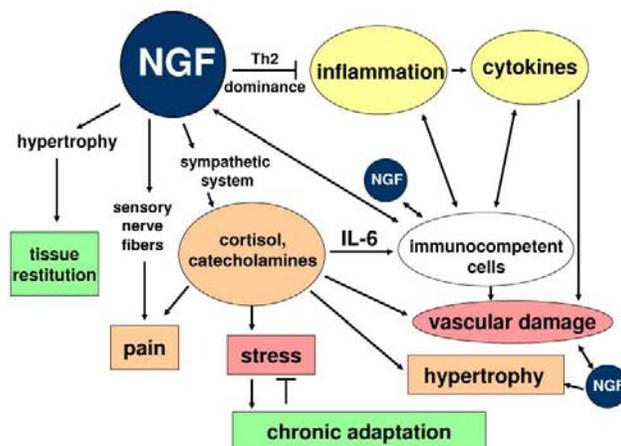 NGF
Th2
dominance
inflammation
cytokines
hypertrophy
sympathetic
system
NGF
sensory
nerve
fibers
tissue
restitution
cortisol,
catecholamines
IL-6
immunocompetent
cells
vascular damage
pain
stress
hypertrophy
NGF
chronic adaptation